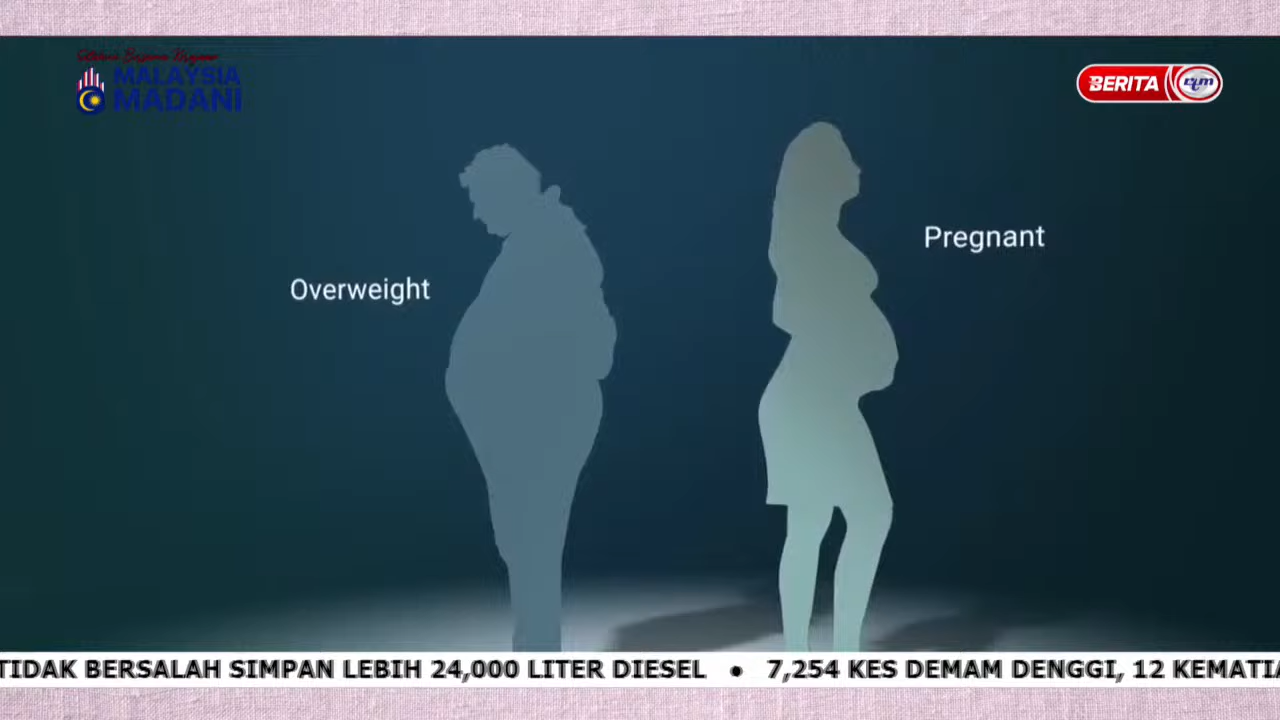 MALAYSIA
MADANI
BERITA rtm
Overweight
Pregnant
TIDAK BERSALAH SIMPAN LEBIH 24,000 LITER DIESEL • 7,254 KES DEMAM DENGGI, 12